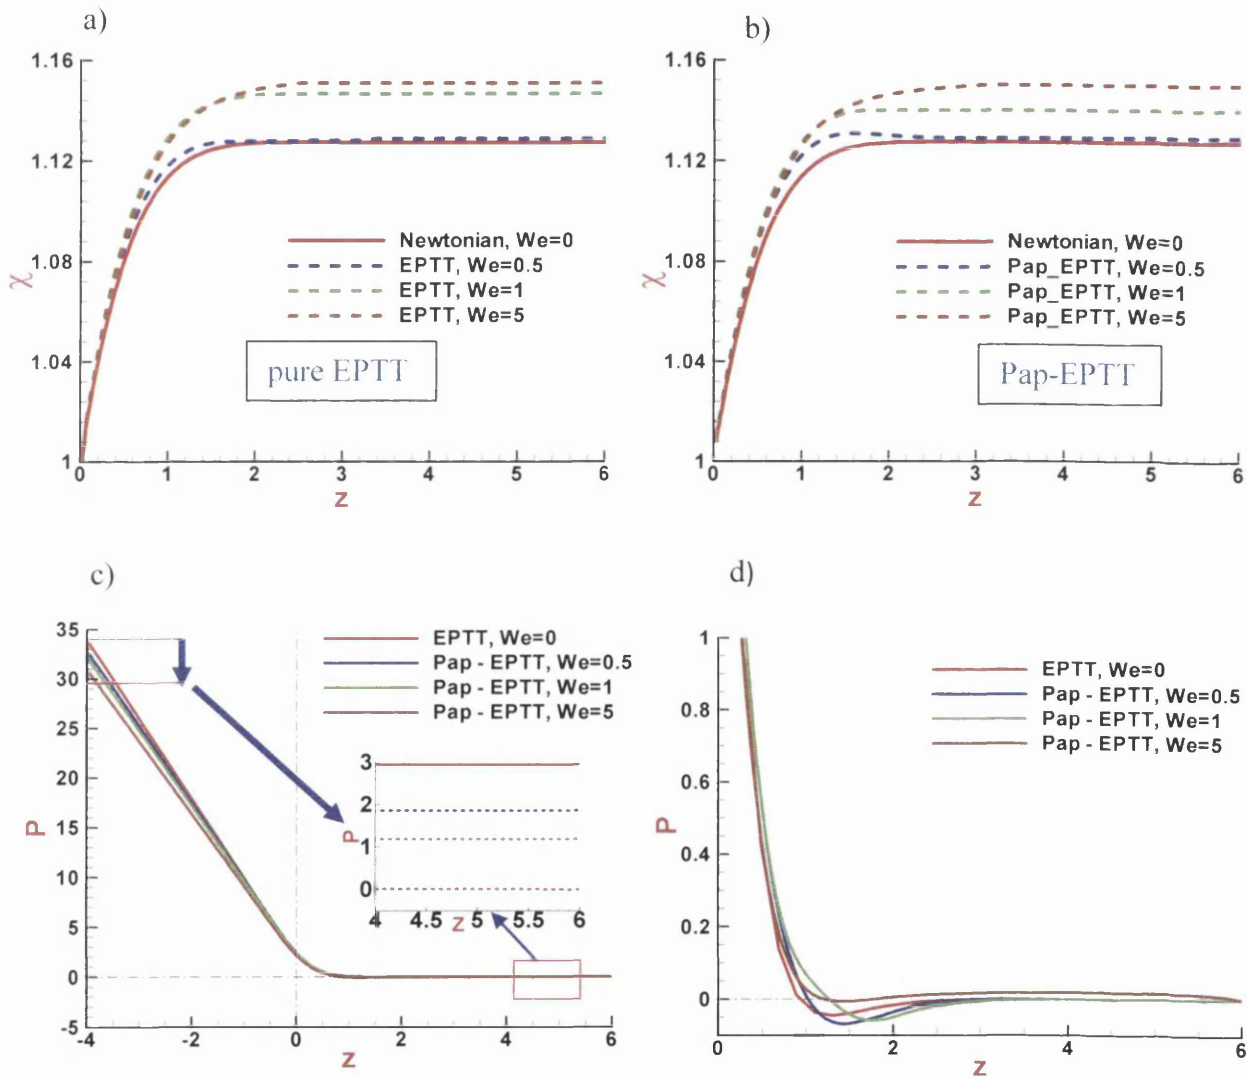 a)
1.16
1.12
1.08
1.04
1
χ
0 1 2 3 4 5 6
z
Newtonian, We=0
EPTT, We=0.5
EPTT, We=1
EPTT, We=5
pure EPTT
b)
1.16
1.12
1.08
1.04
1
χ
0 1 2 3 4 5 6
z
Newtonian, We=0
Pap_EPTT, We=0.5
Pap_EPTT, We=1
Pap_EPTT, We=5
Pap-EPTT
c)
35
30
25
20
15
10
5
0
-5
P
-4 -2 0 2 4 6
z
EPTT, We=0
Pap - EPTT, We=0.5
Pap - EPTT, We=1
Pap - EPTT, We=5
3
2
1
0
P
4 4.5 5 5.5 6
z
d)
1
0.8
0.6
0.4
0.2
0
P
0 2 4 6
z
EPTT, We=0
Pap - EPTT, We=0.5
Pap - EPTT, We=1
Pap - EPTT, We=5